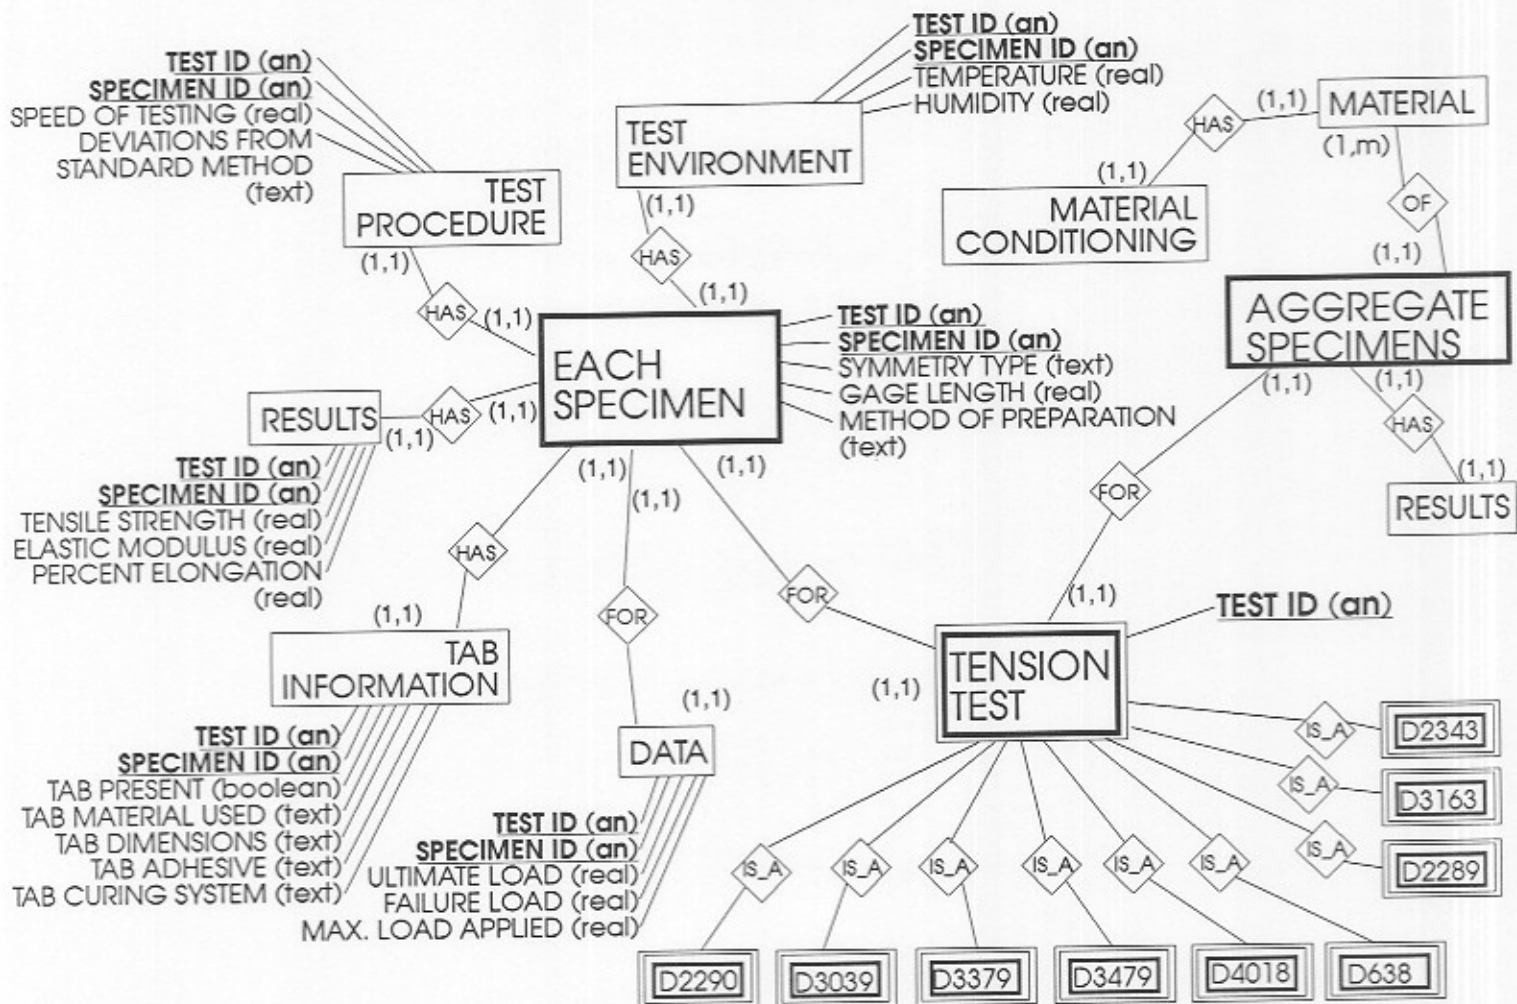 TEST ID (an)
SPECIMEN ID (an)
SPEED OF TESTING (real)
DEVIATIONS FROM
STANDARD METHOD
(text)
TEST
PROCEDURE
(1,1)
HAS
(1,1)
TEST ID (an)
SPECIMEN ID (an)
TEMPERATURE (real)
HUMIDITY (real)
TEST
ENVIRONMENT
(1,1)
HAS
(1,1)
MATERIAL
(1,1)
HAS
(1,1)
MATERIAL
CONDITIONING
(1,m)
OF
(1,1)
AGGREGATE
SPECIMENS
(1,1)
(1,1)
HAS
(1,1)
RESULTS
FOR
(1,1)
EACH
SPECIMEN
TEST ID (an)
SPECIMEN ID (an)
SYMMETRY TYPE (text)
GAGE LENGTH (real)
METHOD OF PREPARATION
(text)
RESULTS
(1,1)
HAS
(1,1)
TEST ID (an)
SPECIMEN ID (an)
TENSILE STRENGTH (real)
ELASTIC MODULUS (real)
PERCENT ELONGATION
(real)
(1,1)
HAS
(1,1)
TAB
INFORMATION
TEST ID (an)
SPECIMEN ID (an)
TAB PRESENT (boolean)
TAB MATERIAL USED (text)
TAB DIMENSIONS (text)
TAB ADHESIVE (text)
TAB CURING SYSTEM (text)
(1,1)
FOR
(1,1)
DATA
TEST ID (an)
SPECIMEN ID (an)
ULTIMATE LOAD (real)
FAILURE LOAD (real)
MAX. LOAD APPLIED (real)
(1,1)
FOR
(1,1)
TENSION
TEST
TEST ID (an)
IS_A
D2343
IS_A
D3163
IS_A
D2289
IS_A
IS_A
IS_A
IS_A
IS_A
IS_A
D2290
D3039
D3379
D3479
D4018
D638